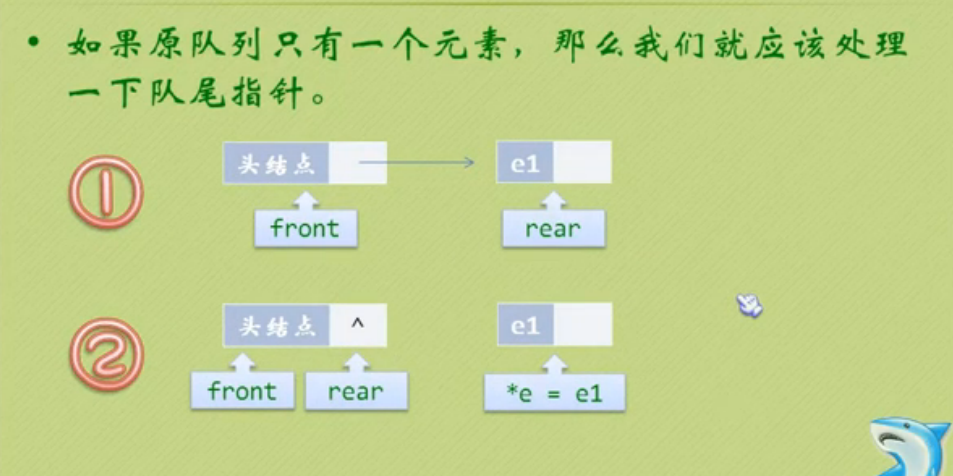 • 如果原队列只有一个元素，那么我们就应该处理
一下队尾指针。
① 头结点 e1
front rear
② 头结点 ^ e1
front rear *e = e1